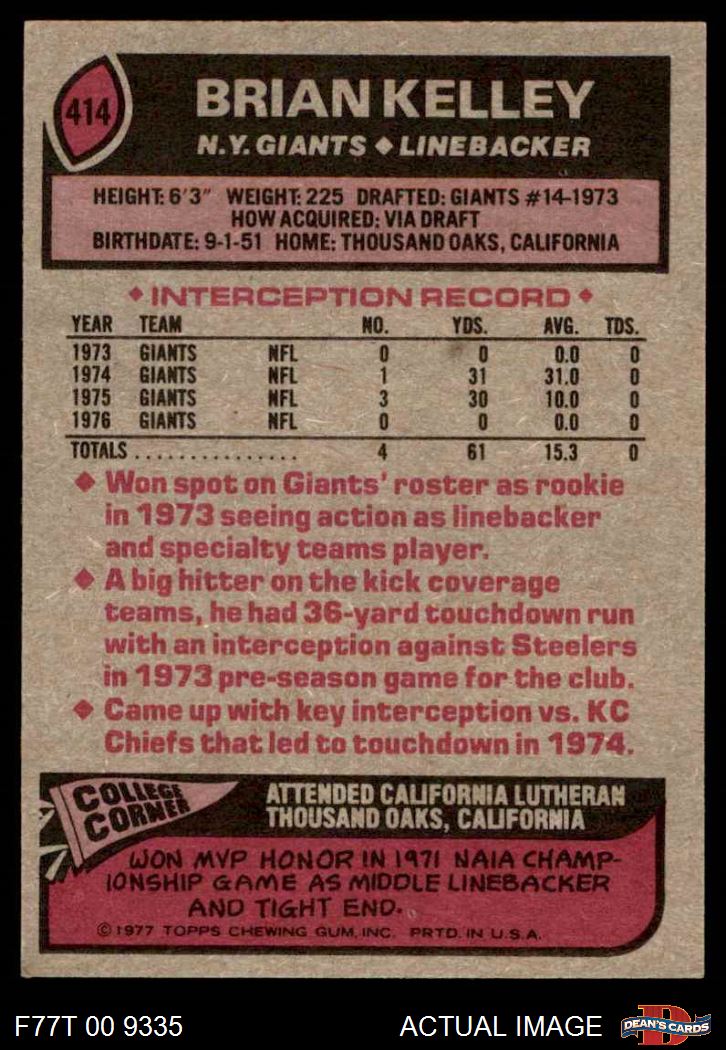 414
BRIAN KELLEY
N.Y. GIANTS ♦ LINEBACKER
HEIGHT: 6'3" WEIGHT: 225 DRAFTED: GIANTS #14-1973
HOW ACQUIRED: VIA DRAFT
BIRTHDATE: 9-1-51 HOME: THOUSAND OAKS, CALIFORNIA
♦ INTERCEPTION RECORD ♦
YEAR TEAM NO. YDS. AVG. TDS.
1973 GIANTS NFL 0 0 0.0 0
1974 GIANTS NFL 1 31 31.0 0
1975 GIANTS NFL 3 30 10.0 0
1976 GIANTS NFL 0 0 0.0 0
TOTALS............... 4 61 15.3 0
♦ Won spot on Giants' roster as rookie
in 1973 seeing action as linebacker
and specialty teams player.
♦ A big hitter on the kick coverage
teams, he had 36-yard touchdown run
with an interception against Steelers
in 1973 pre-season game for the club.
♦ Came up with key interception vs. KC
Chiefs that led to touchdown in 1974.
COLLEGE
CORNER
ATTENDED CALIFORNIA LUTHERAN
THOUSAND OAKS, CALIFORNIA
WON MVP HONOR IN 1971 NAIA CHAMP-
IONSHIP GAME AS MIDDLE LINEBACKER
AND TIGHT END.
©1977 TOPPS CHEWING GUM, INC. PRTD. IN U.S.A.
F77T 00 9335
ACTUAL IMAGE
D
DEAN'S CARDS